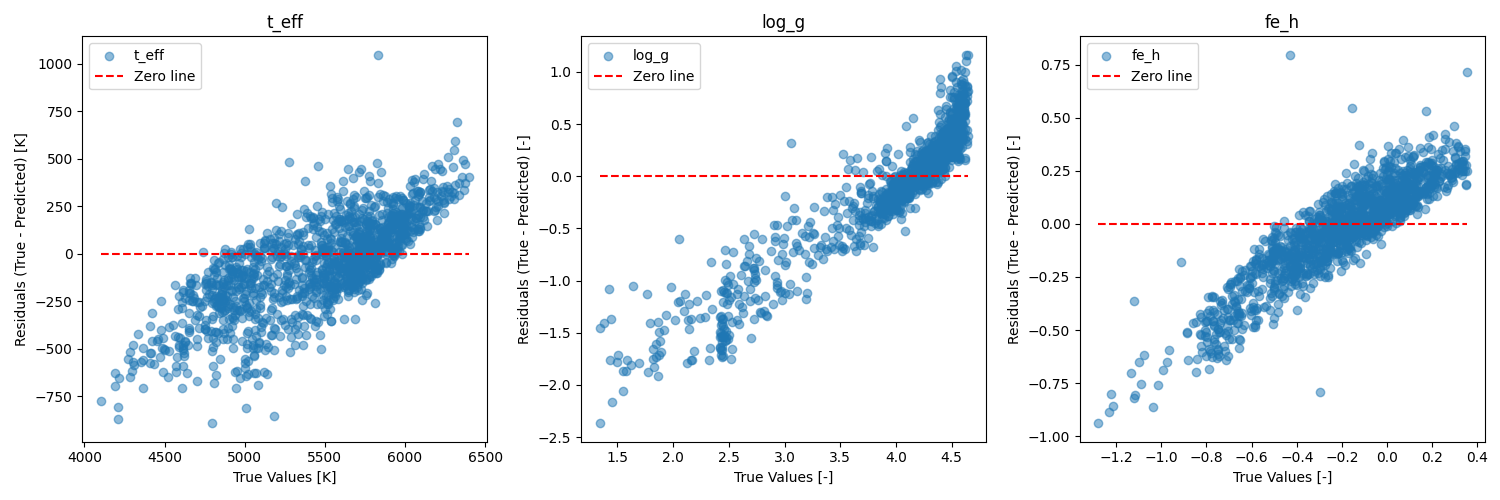 t_eff
t_eff
Zero line
1000
750
500
250
0
−250
−500
−750
Residuals (True - Predicted) [K]
4000 4500 5000 5500 6000 6500
True Values [K]
log_g
log_g
Zero line
1.0
0.5
0.0
−0.5
−1.0
−1.5
−2.0
−2.5
Residuals (True - Predicted) [-]
1.5 2.0 2.5 3.0 3.5 4.0 4.5
True Values [-]
fe_h
fe_h
Zero line
0.75
0.50
0.25
0.00
−0.25
−0.50
−0.75
−1.00
Residuals (True - Predicted) [-]
−1.2 −1.0 −0.8 −0.6 −0.4 −0.2 0.0 0.2 0.4
True Values [-]